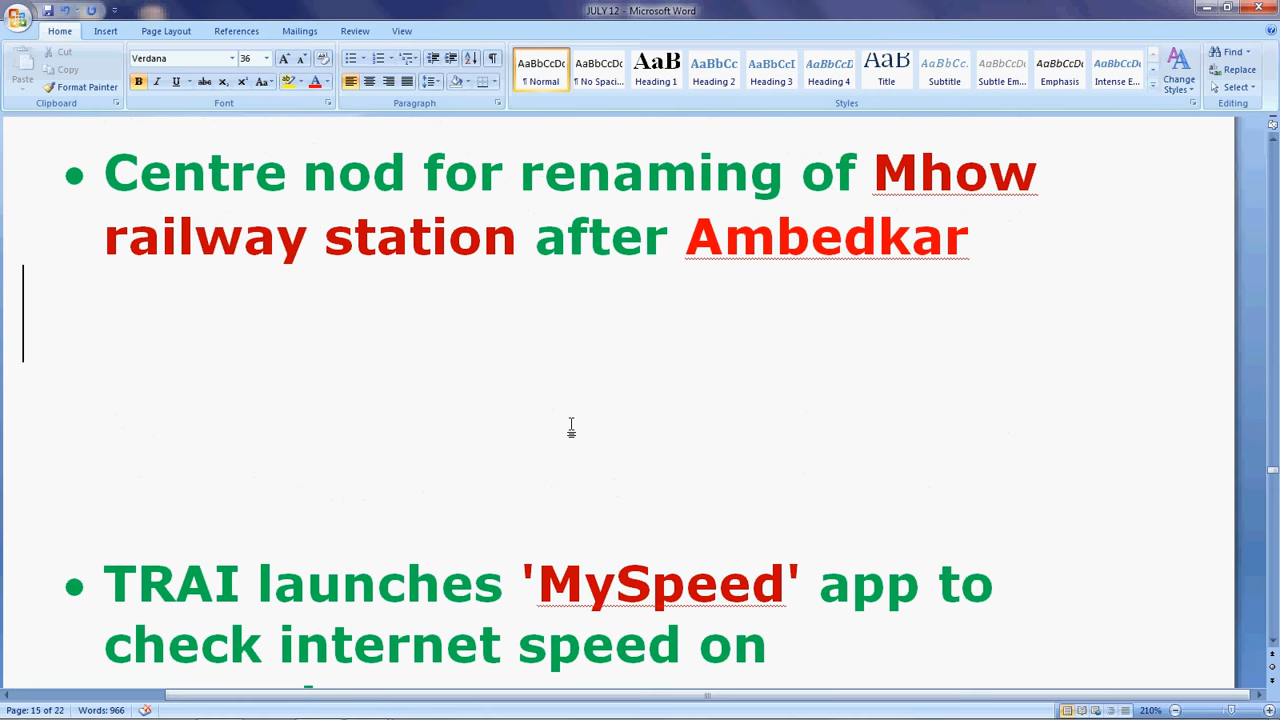 JULY 12 - Microsoft Word
Home Insert Page Layout References Mailings Review View
Paste Cut Copy Format Painter
Verdana 36
AaBbCcDc AaBbCcDc AaB AaBbCc AaBbCcI AaBbCcD AaB AaBbCc. AaBbCcDc AaBbCcDc AaBbCcDc
¶ Normal ¶ No Spaci... Heading 1 Heading 2 Heading 3 Heading 4 Title Subtitle Subtle Em... Emphasis Intense E...
Change Styles
Find Replace Select
Clipboard Font Paragraph Styles Editing
• Centre nod for renaming of Mhow
railway station after Ambedkar
• TRAI launches 'MySpeed' app to
check internet speed on
Page: 15 of 22 Words: 966 210%